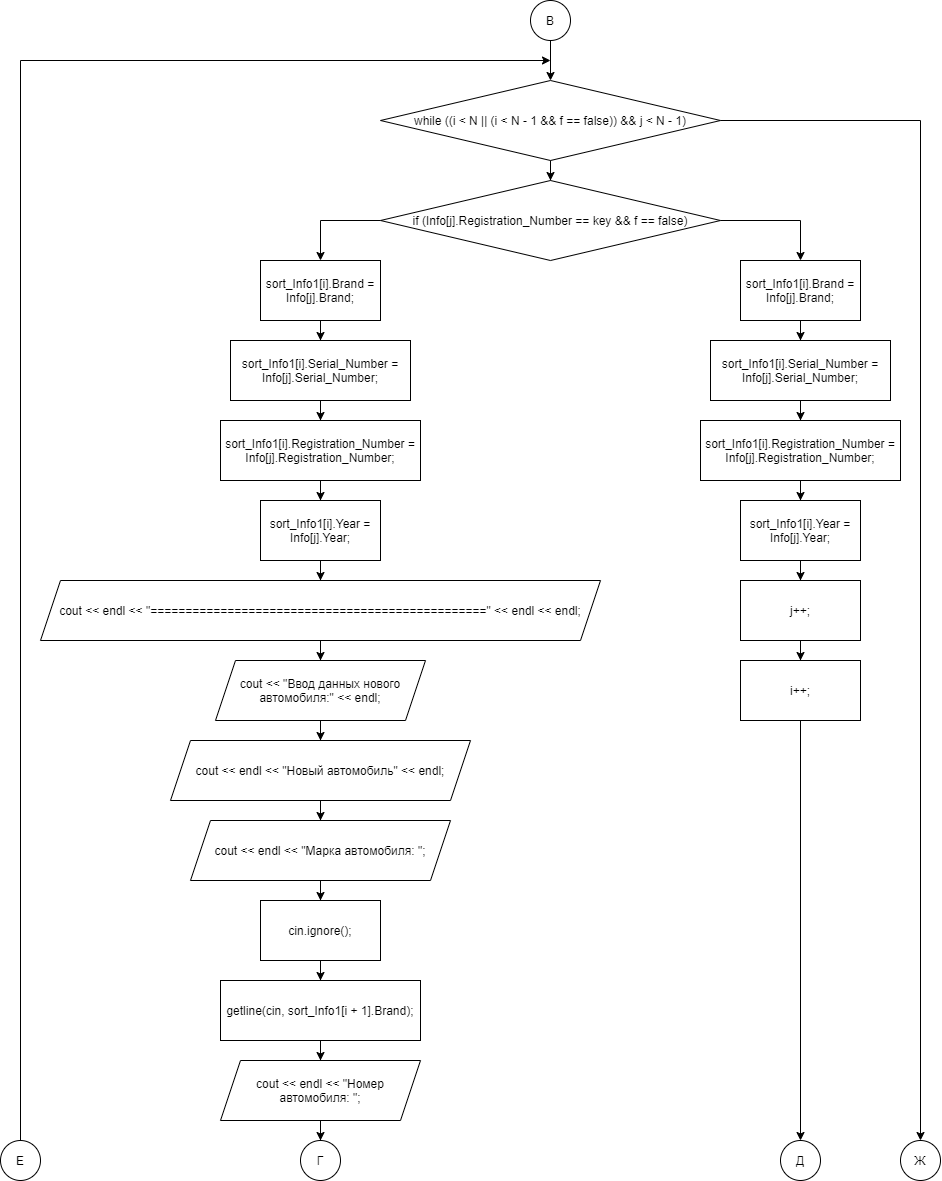 В
while ((i < N || (i < N - 1 && f == false)) && j < N - 1)
if (Info[j].Registration_Number == key && f == false)
sort_Info1[i].Brand =
Info[j].Brand;
sort_Info1[i].Serial_Number =
Info[j].Serial_Number;
sort_Info1[i].Registration_Number =
Info[j].Registration_Number;
sort_Info1[i].Year =
Info[j].Year;
cout << endl << "================================================" << endl << endl;
cout << "Ввод данных нового
автомобиля:" << endl;
cout << endl << "Новый автомобиль" << endl;
cout << endl << "Марка автомобиля: ";
cin.ignore();
getline(cin, sort_Info1[i + 1].Brand);
cout << endl << "Номер
автомобиля: ";
sort_Info1[i].Brand =
Info[j].Brand;
sort_Info1[i].Serial_Number =
Info[j].Serial_Number;
sort_Info1[i].Registration_Number =
Info[j].Registration_Number;
sort_Info1[i].Year =
Info[j].Year;
j++;
i++;
Е
Г
Д
Ж